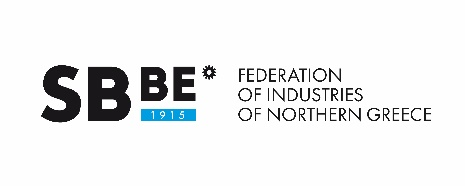 SBBE
1915
FEDERATION
OF INDUSTRIES
OF NORTHERN GREECE